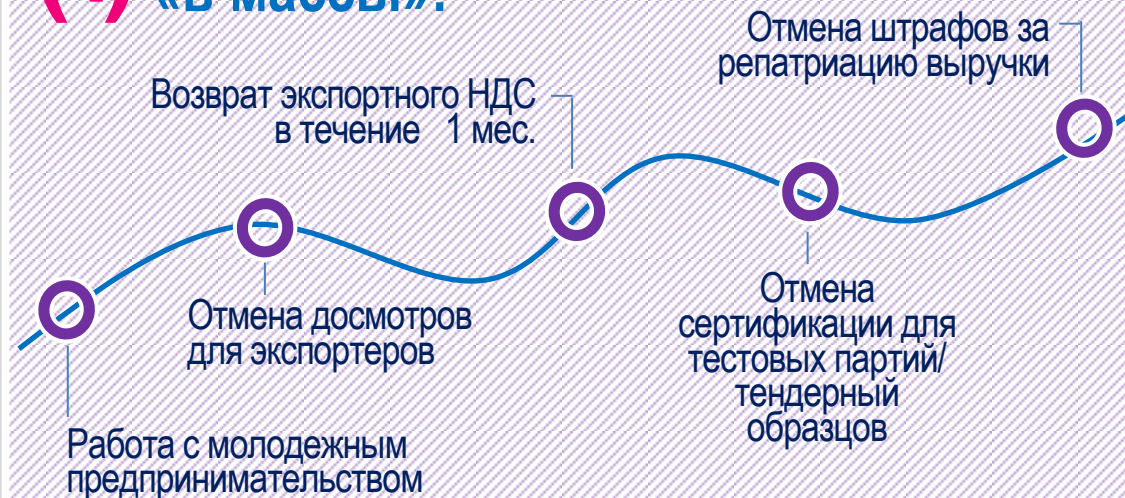 «в массы».
Отмена штрафов за
репатриацию выручки
Возврат экспортного НДС
в течение 1 мес.
Отмена досмотров
для экспортеров
Отмена
сертификации для
тестовых партий/
тендерный
образцов
Работа с молодежным
предпринимательством